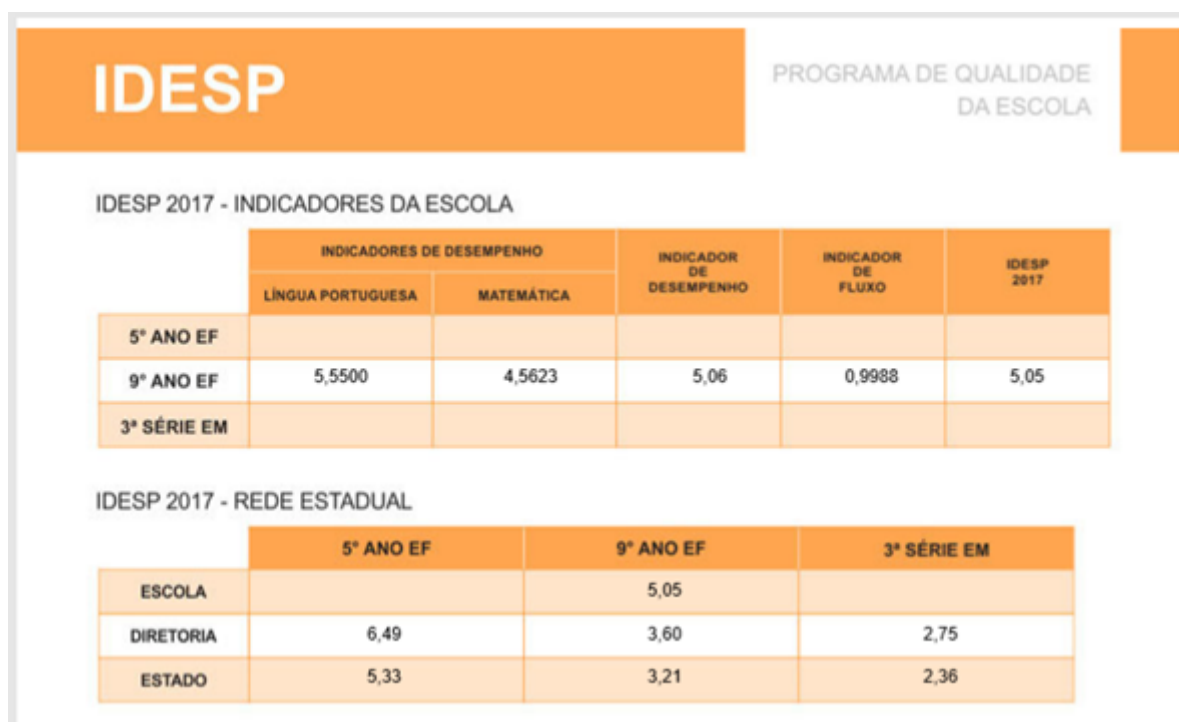 IDESP
PROGRAMA DE QUALIDADE
DA ESCOLA
IDESP 2017 - INDICADORES DA ESCOLA
INDICADORES DE DESEMPENHO
INDICADOR
DE
DESEMPENHO
INDICADOR
DE
FLUXO
IDESP
2017
LÍNGUA PORTUGUESA MATEMÁTICA
5° ANO EF
9° ANO EF 5,5500 4,5623 5,06 0,9988 5,05
3ª SÉRIE EM
IDESP 2017 - REDE ESTADUAL
5° ANO EF 9° ANO EF 3ª SÉRIE EM
ESCOLA 5,05
DIRETORIA 6,49 3,60 2,75
ESTADO 5,33 3,21 2,36